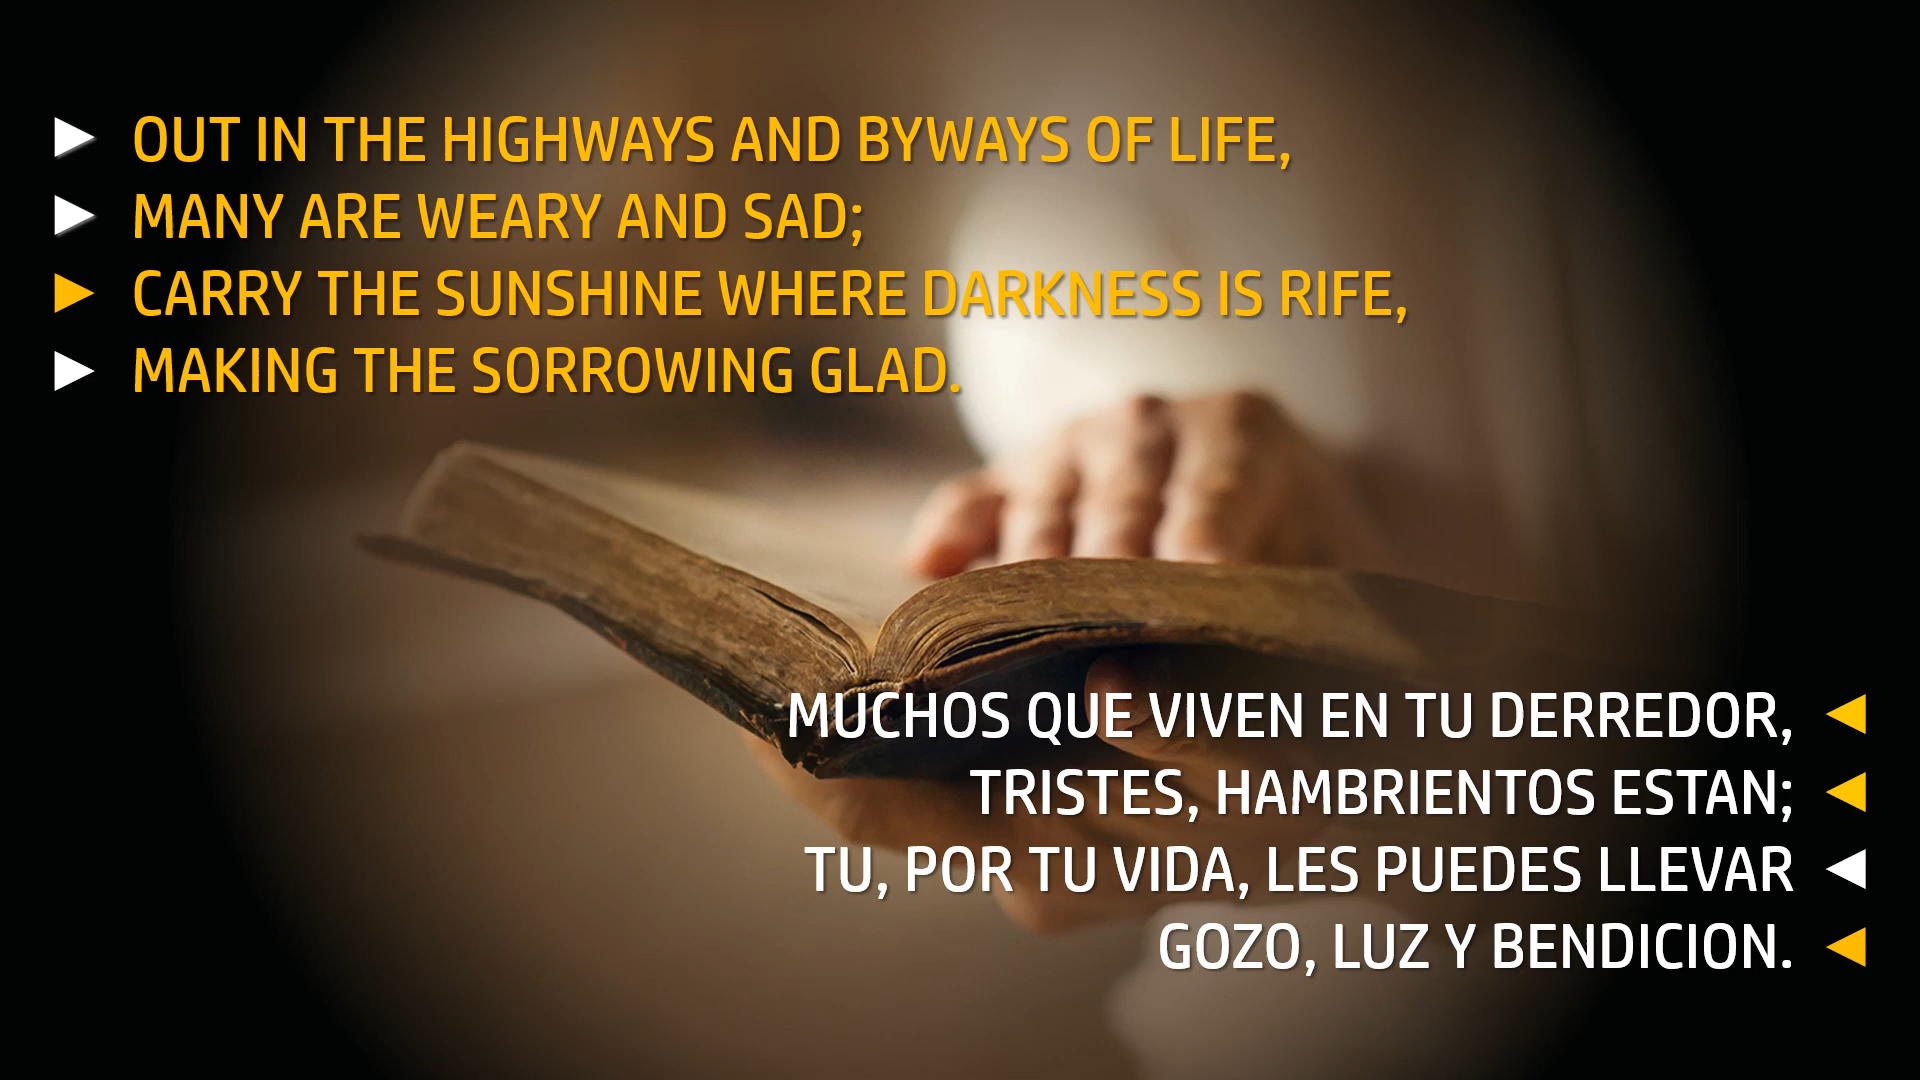 OUT IN THE HIGHWAYS AND BYWAYS OF LIFE,
MANY ARE WEARY AND SAD;
CARRY THE SUNSHINE WHERE DARKNESS IS RIFE,
MAKING THE SORROWING GLAD.
MUCHOS QUE VIVEN EN TU DERREDOR,
TRISTES, HAMBRIENTOS ESTAN;
TU, POR TU VIDA, LES PUEDES LLEVAR
GOZO, LUZ Y BENDICION.